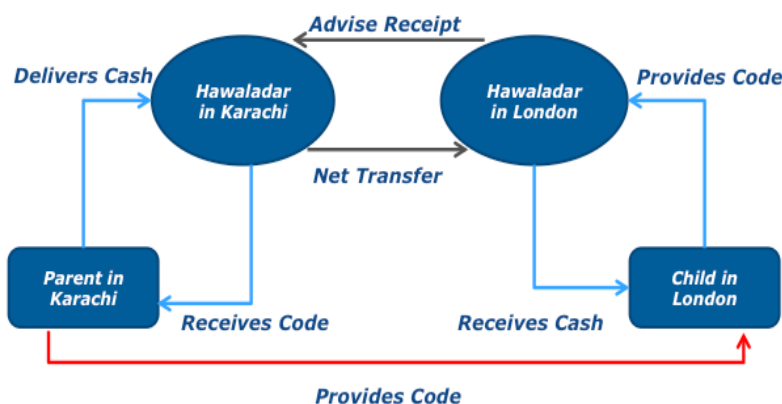 Advise Receipt
Delivers Cash
Hawaladar
in Karachi
Hawaladar
in London
Provides Code
Net Transfer
Parent in
Karachi
Child in
London
Receives Code
Receives Cash
Provides Code